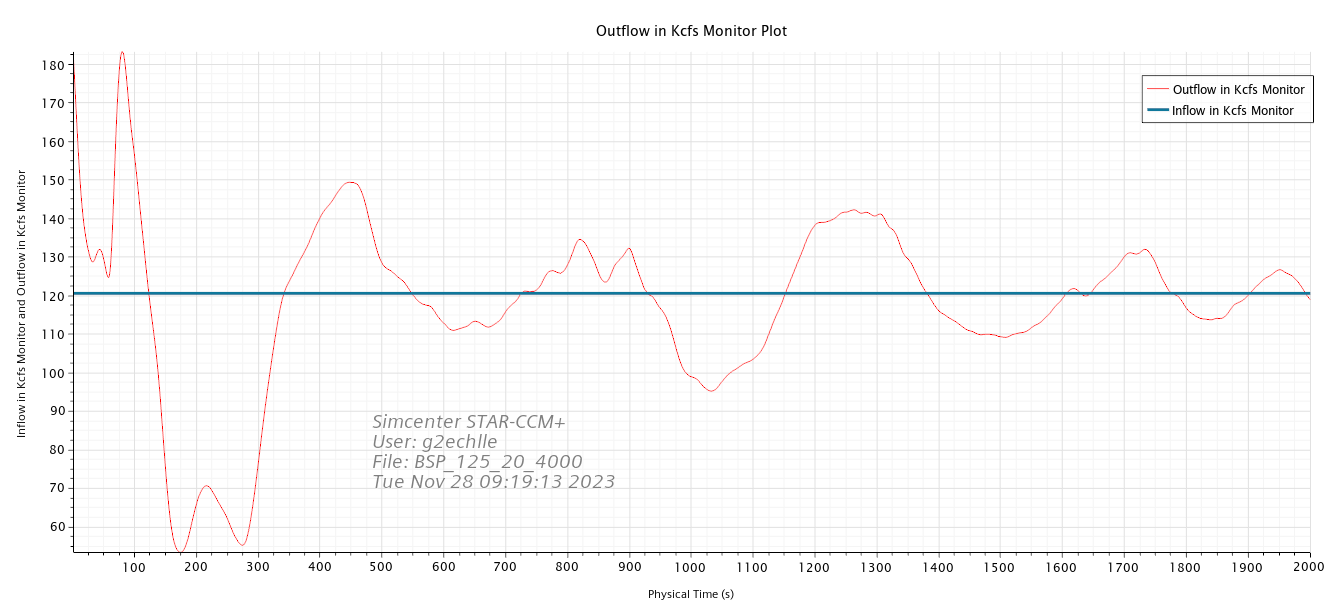 Outflow in Kcfs Monitor Plot
Inflow in Kcfs Monitor and Outflow in Kcfs Monitor
180
170
160
150
140
130
120
110
100
90
80
70
60
Outflow in Kcfs Monitor
Inflow in Kcfs Monitor
Simcenter STAR-CCM+
User: g2echlle
File: BSP_125_20_4000
Tue Nov 28 09:19:13 2023
100 200 300 400 500 600 700 800 900 1000 1100 1200 1300 1400 1500 1600 1700 1800 1900 2000
Physical Time (s)